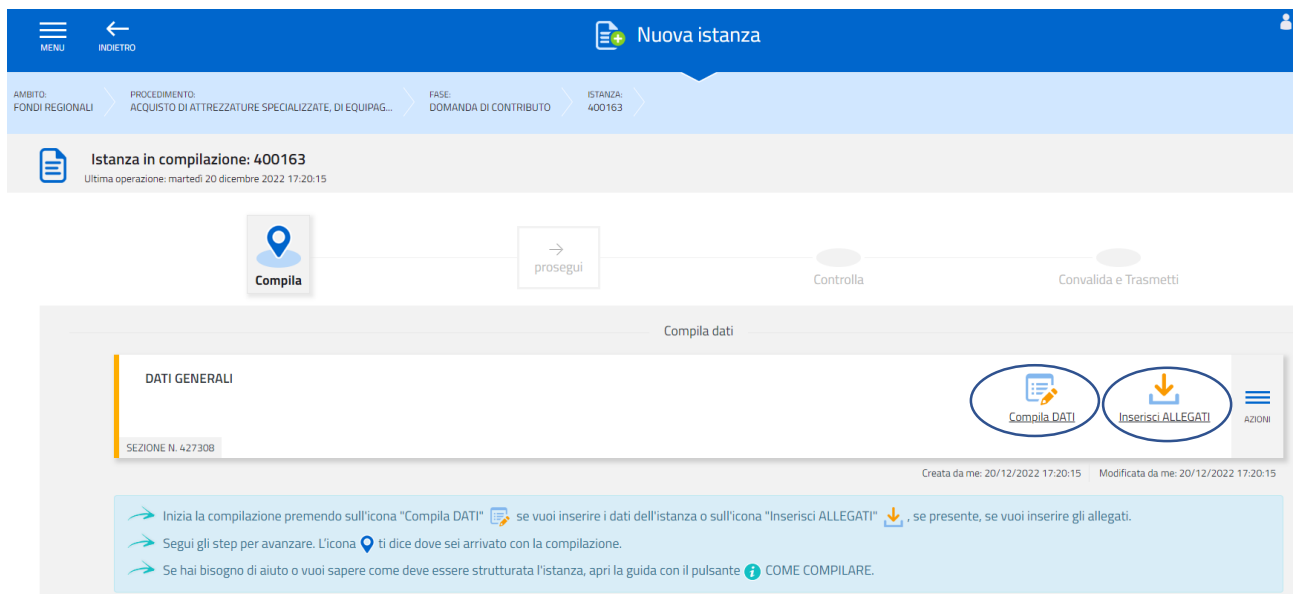 MENU
INDIETRO
Nuova istanza
AMBITO:
FONDI REGIONALI
PROCEDIMENTO:
ACQUISTO DI ATTREZZATURE SPECIALIZZATE, DI EQUIPAG...
FASE:
DOMANDA DI CONTRIBUTO
ISTANZA:
400163
Istanza in compilazione: 400163
Ultima operazione: martedì 20 dicembre 2022 17:20:15
Compila
prosegui
Controlla
Convalida e Trasmetti
Compila dati
DATI GENERALI
Compila DATI
Inserisci ALLEGATI
AZIONI
SEZIONE N. 427308
Creata da me: 20/12/2022 17:20:15 Modificata da me: 20/12/2022 17:20:15
Inizia la compilazione premendo sull'icona "Compila DATI" se vuoi inserire i dati dell'istanza o sull'icona "Inserisci ALLEGATI" , se presente, se vuoi inserire gli allegati.
Segui gli step per avanzare. L'icona ti dice dove sei arrivato con la compilazione.
Se hai bisogno di aiuto o vuoi sapere come deve essere strutturata l'istanza, apri la guida con il pulsante COME COMPILARE.